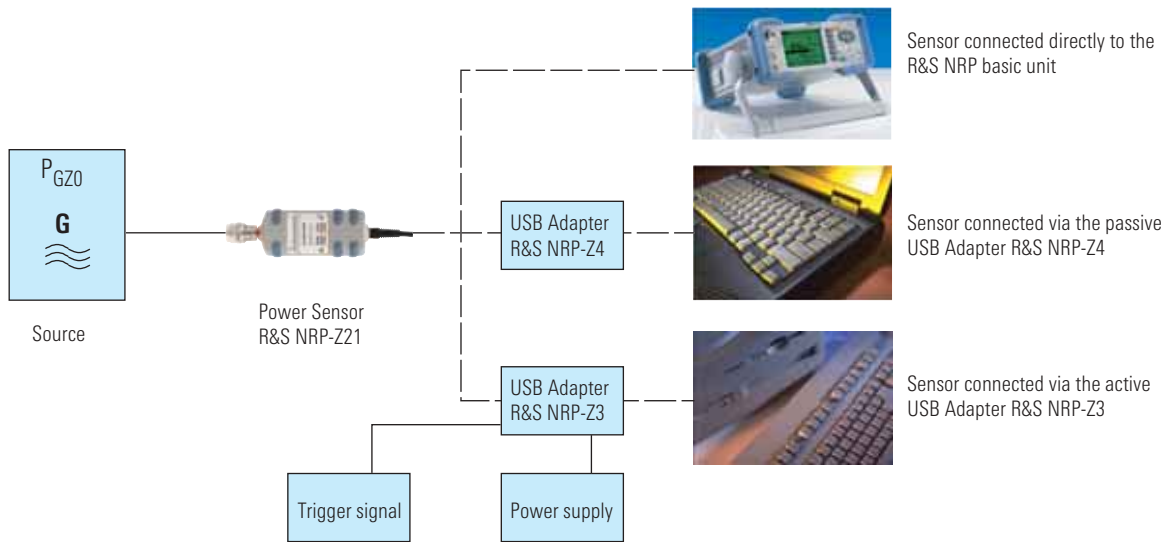 Sensor connected directly to the
R&S NRP basic unit
P_GZ0
G
Source
Power Sensor
R&S NRP-Z21
USB Adapter
R&S NRP-Z4
Sensor connected via the passive
USB Adapter R&S NRP-Z4
USB Adapter
R&S NRP-Z3
Sensor connected via the active
USB Adapter R&S NRP-Z3
Trigger signal
Power supply